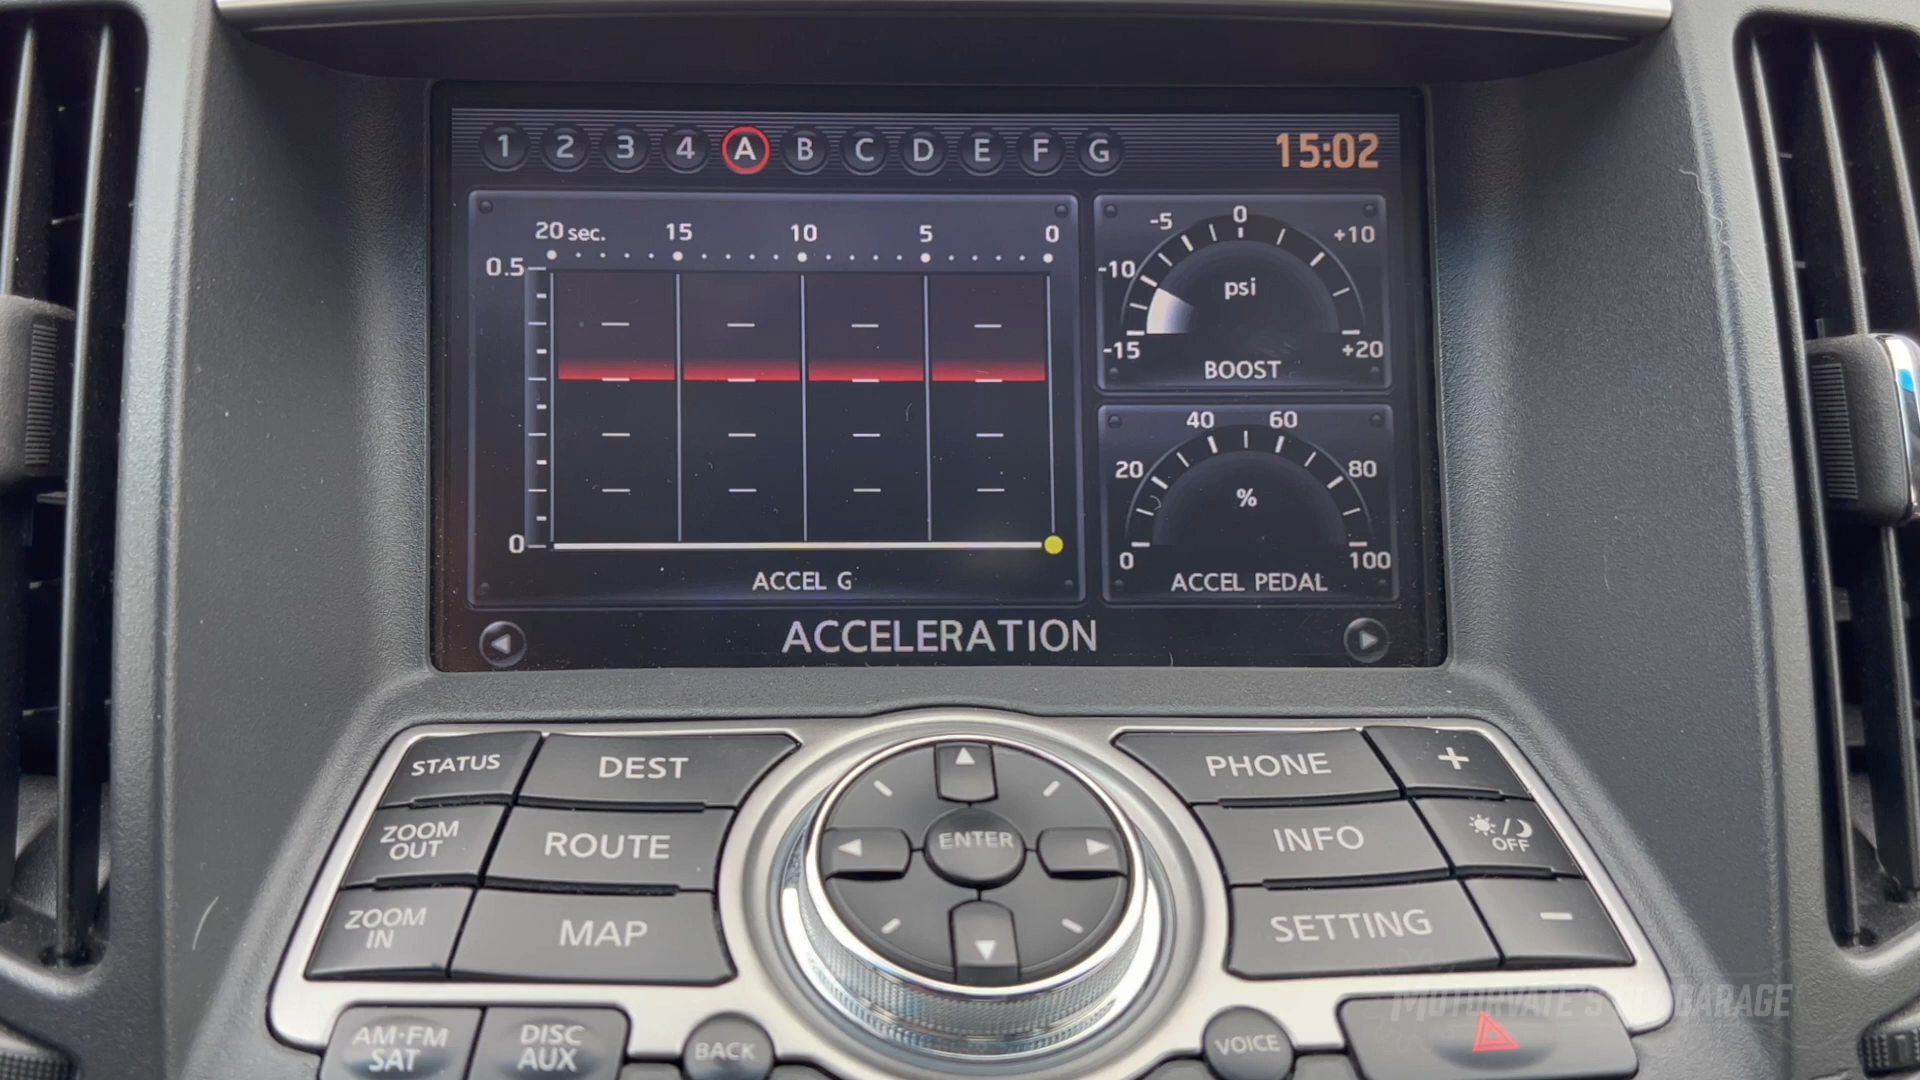 1 2 3 4 A B C D E F G 15:02
20 sec. 15 10 5 0
0.5
0
ACCEL G
-15 -10 -5 0 +10 +20
psi
BOOST
0 20 40 60 80 100
%
ACCEL PEDAL
ACCELERATION
STATUS DEST PHONE +
ZOOM OUT ROUTE ENTER INFO / OFF
ZOOM IN MAP SETTING −
AM·FM SAT DISC AUX BACK VOICE